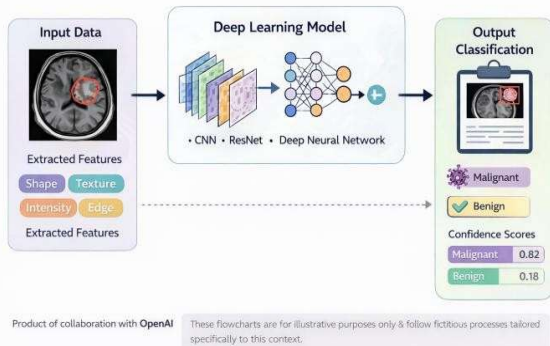 Input Data
Extracted Features
Shape Texture
Intensity Edge
Extracted Features
Deep Learning Model
• CNN • ResNet • Deep Neural Network
Output
Classification
Malignant
Benign
Confidence Scores
Malignant 0.82
Benign 0.18
Product of collaboration with OpenAI
These flowcharts are for illustrative purposes only & follow fictitious processes tailored
specifically to this context.